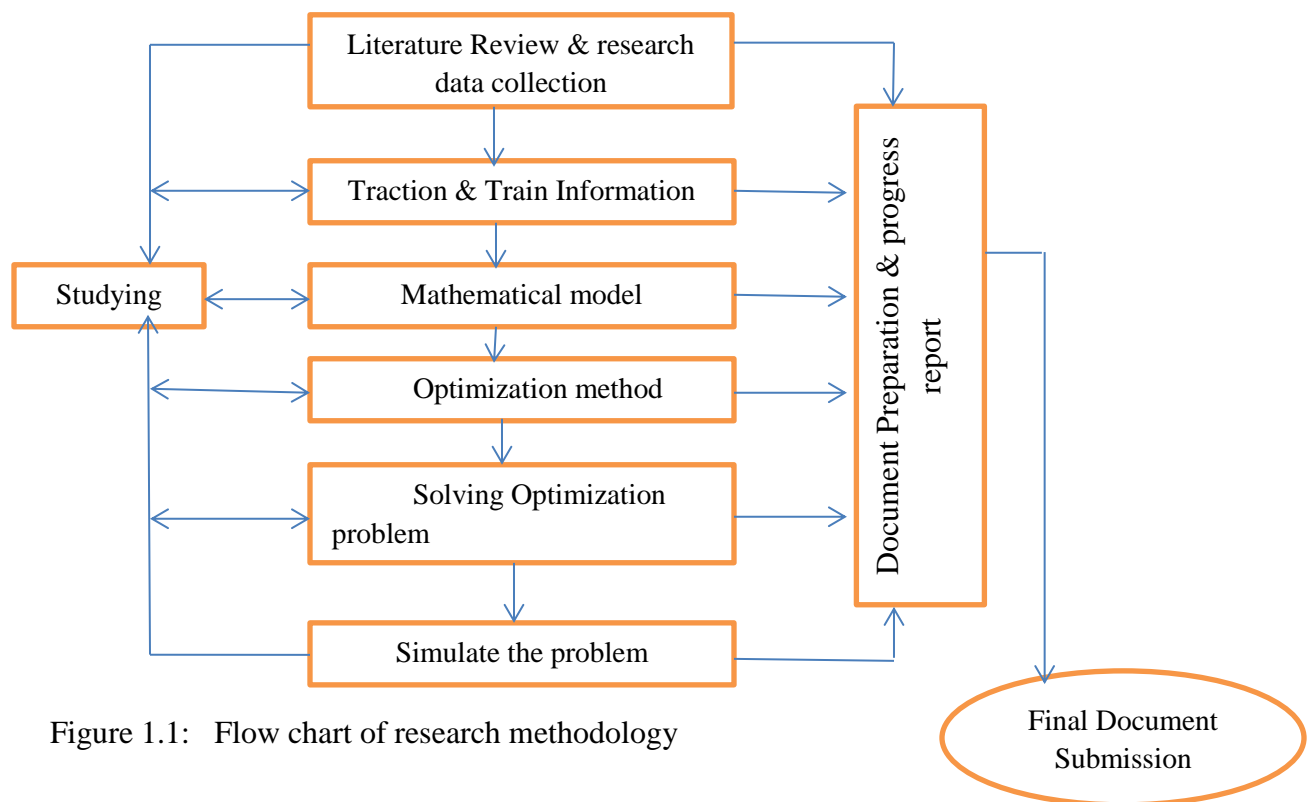 Literature Review & research
data collection
Traction & Train Information
Studying
Mathematical model
Optimization method
Solving Optimization
problem
Simulate the problem
Document Preparation & progress
report
Final Document
Submission
Figure 1.1: Flow chart of research methodology